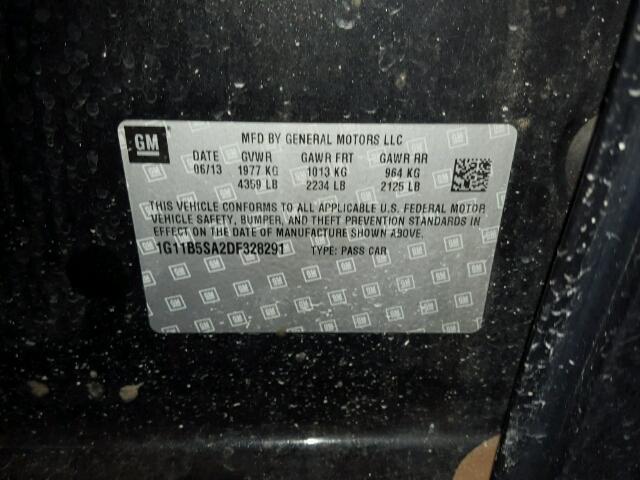 GM
MFD BY GENERAL MOTORS LLC
DATE GVWR GAWR FRT GAWR RR
06/13 1977 KG 1013 KG 964 KG
4359 LB 2234 LB 2125 LB
THIS VEHICLE CONFORMS TO ALL APPLICABLE U.S. FEDERAL MOTOR
VEHICLE SAFETY, BUMPER, AND THEFT PREVENTION STANDARDS IN
EFFECT ON THE DATE OF MANUFACTURE SHOWN ABOVE.
1G11B5SA2DF328291 TYPE: PASS CAR